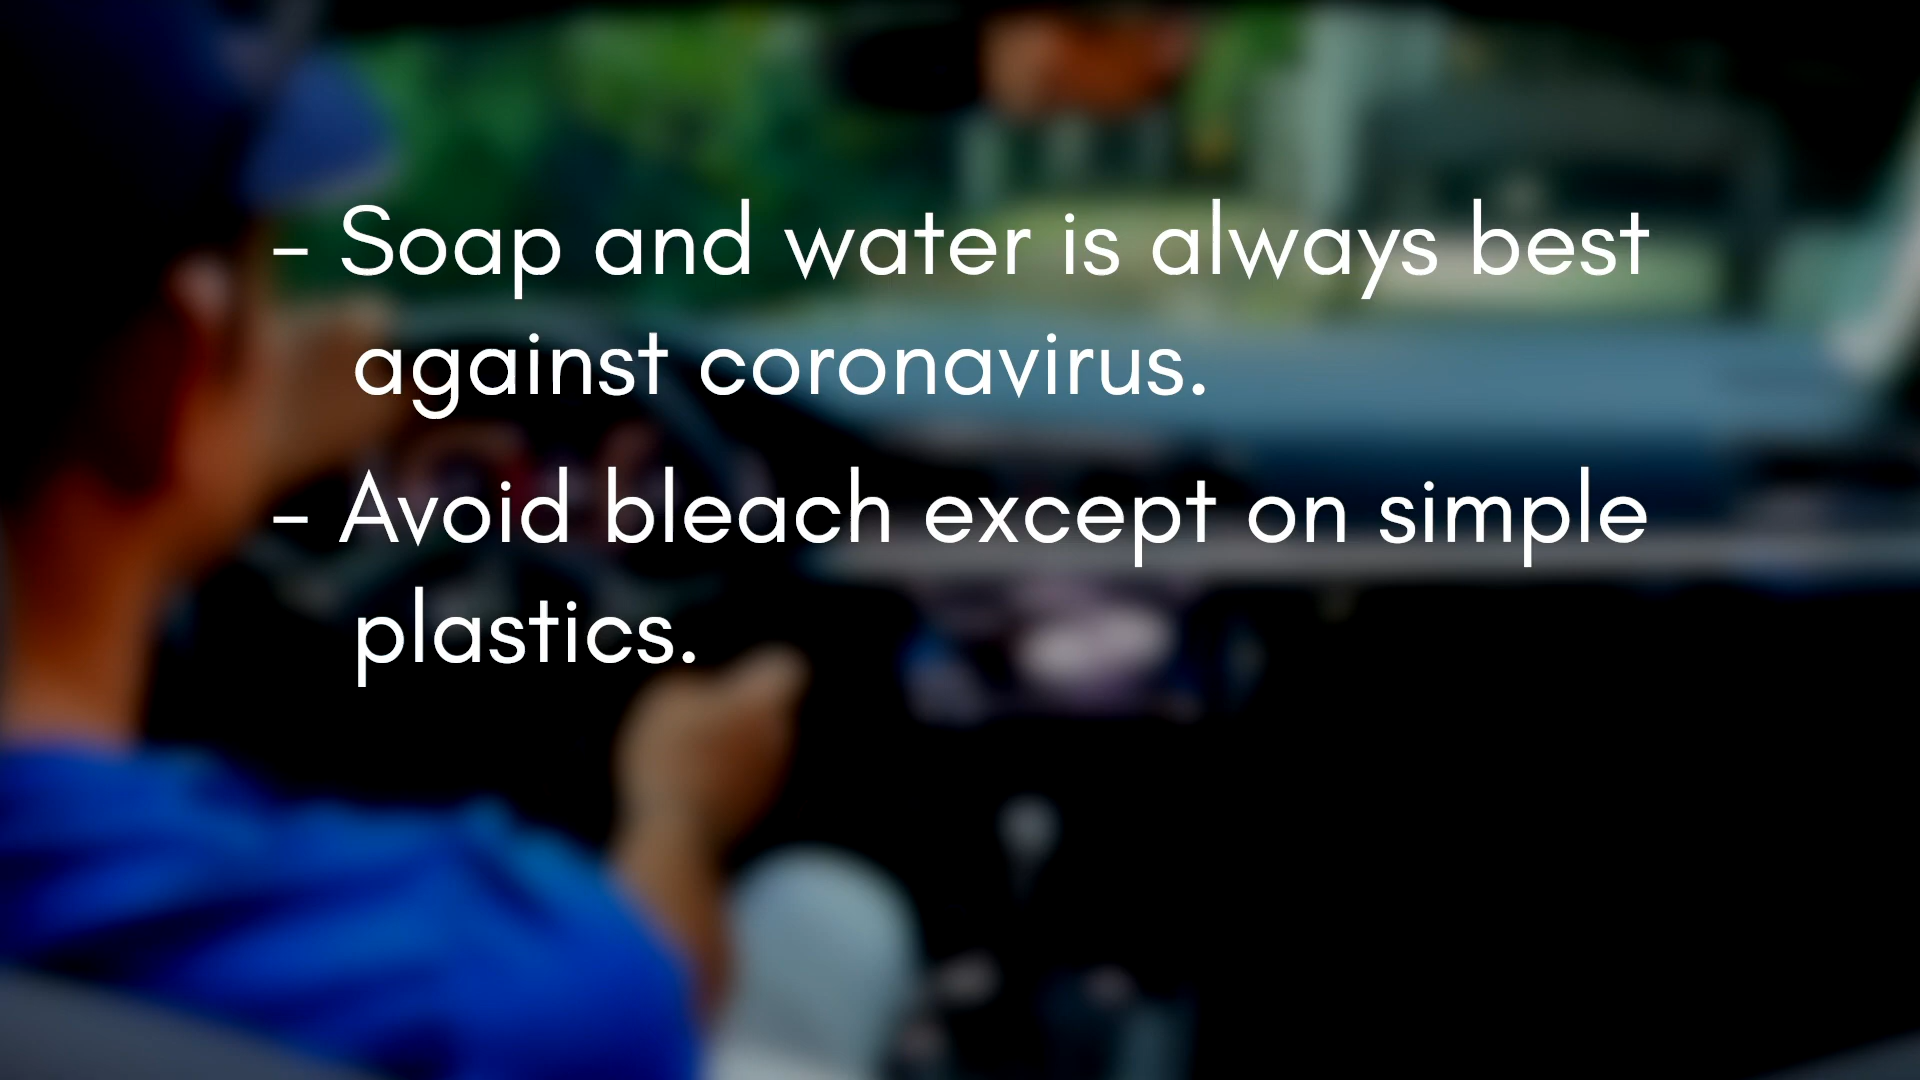 - Soap and water is always best
against coronavirus.
- Avoid bleach except on simple
plastics.